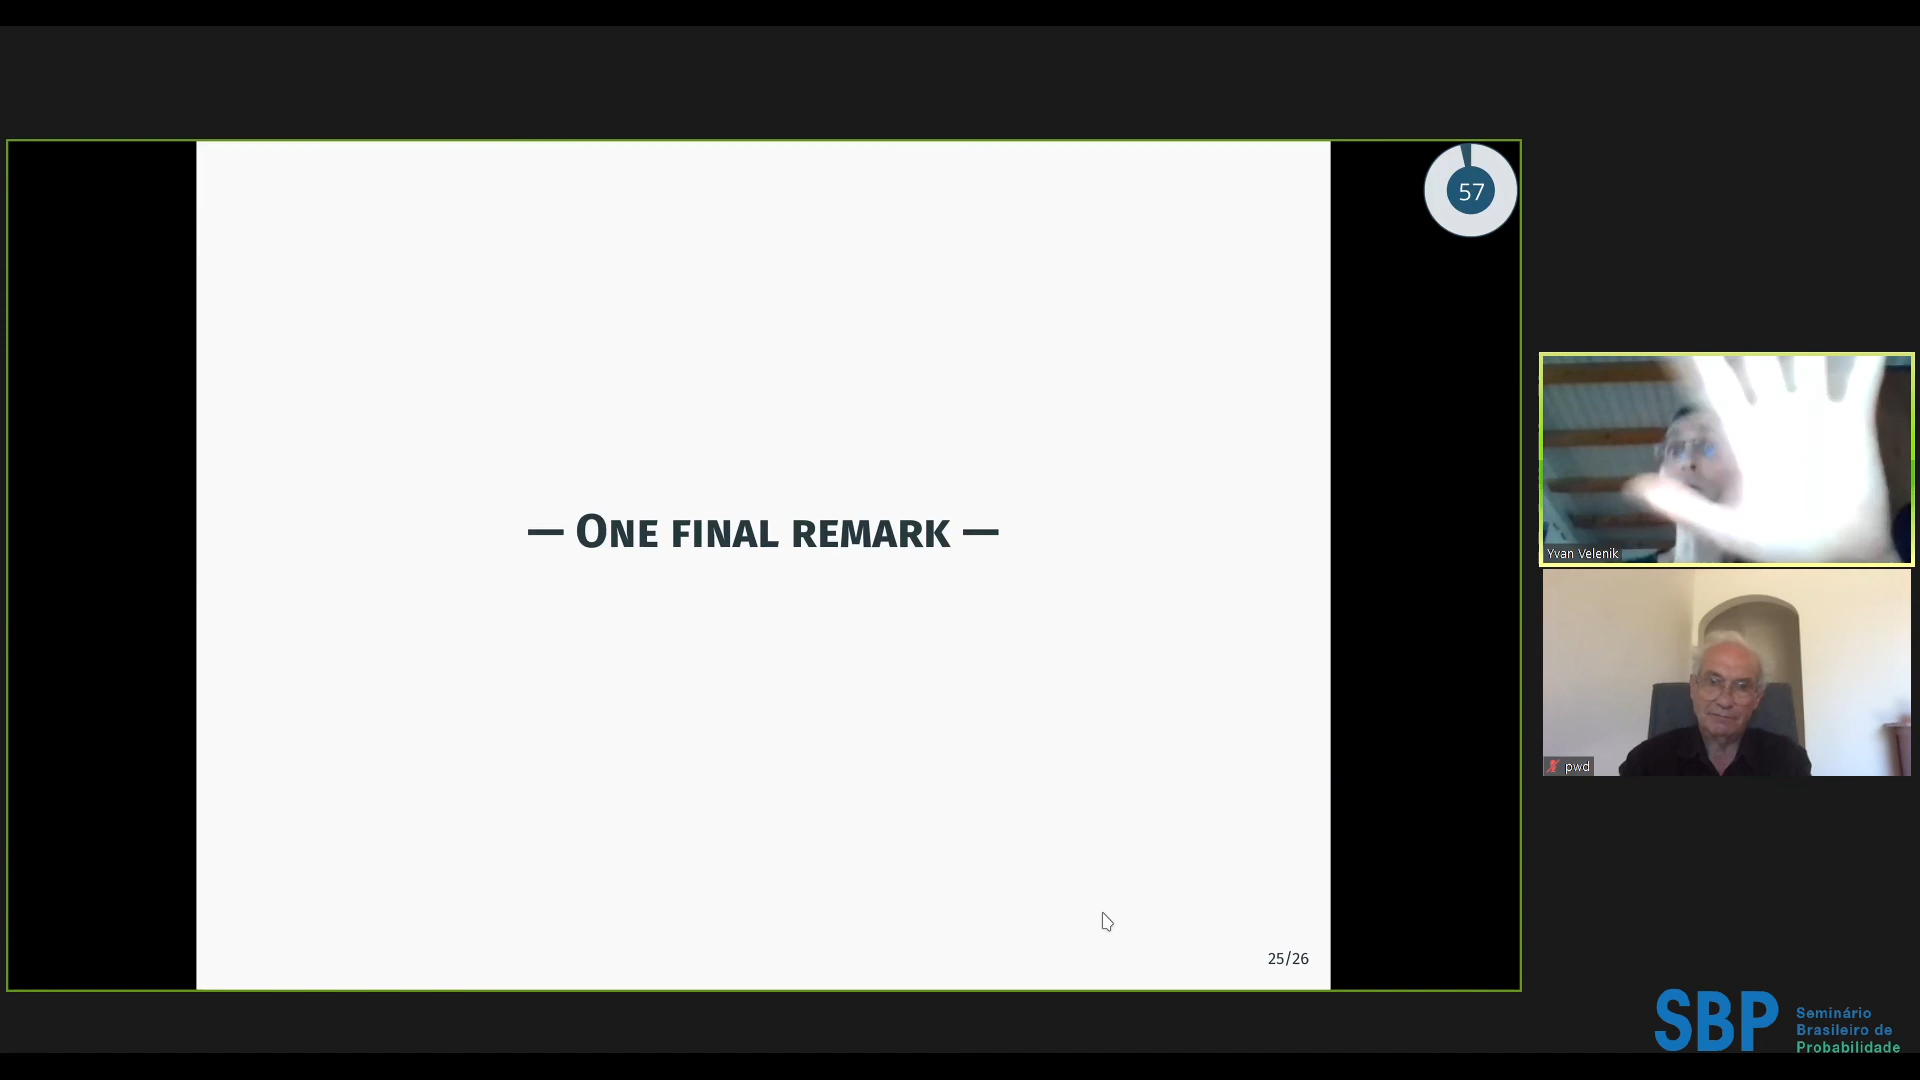 57
— ONE FINAL REMARK —
25/26
Yvan Velenik
pwd
SBP
Seminário
Brasileiro de
Probabilidade